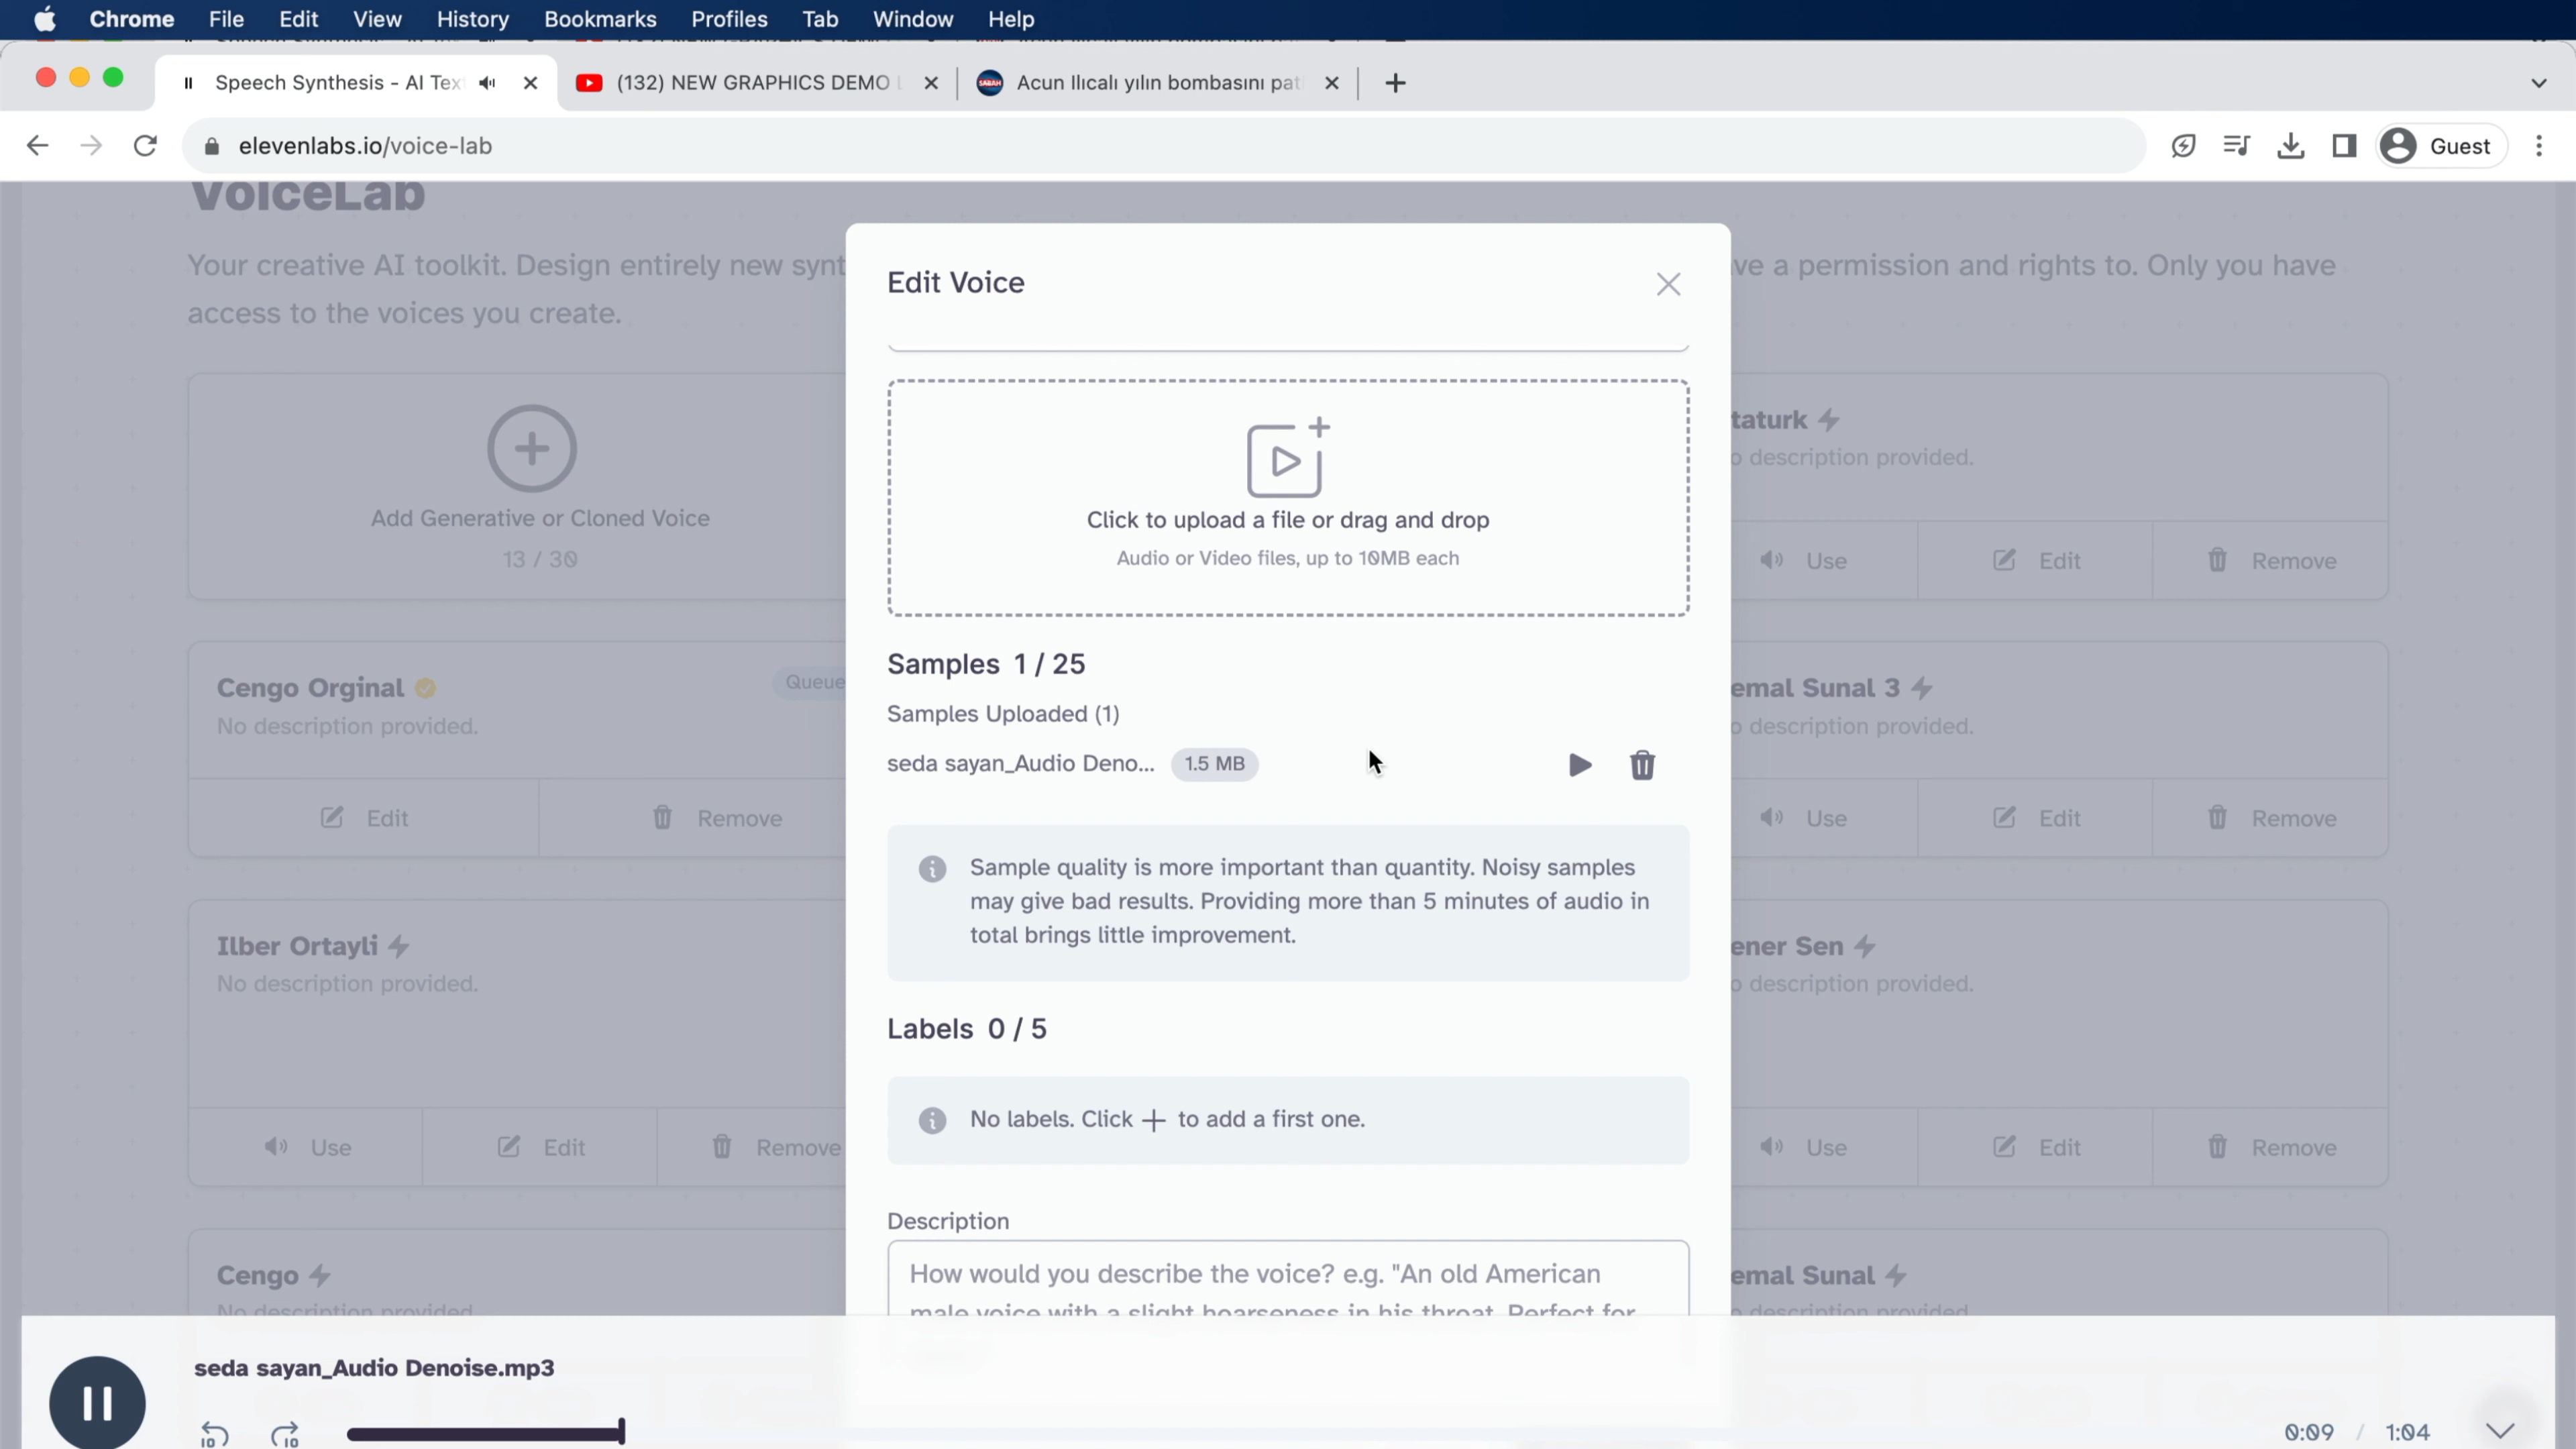 Chrome File Edit View History Bookmarks Profiles Tab Window Help
Speech Synthesis - AI Tex
(132) NEW GRAPHICS DEMO
Acun Ilıcalı yılın bombasını pat
elevenlabs.io/voice-lab
Guest
VoiceLab
Your creative AI toolkit. Design entirely new synt
ve a permission and rights to. Only you have
access to the voices you create.
Edit Voice
Add Generative or Cloned Voice
13 / 30
Click to upload a file or drag and drop
Audio or Video files, up to 10MB each
taturk
o description provided.
Use Edit Remove
Samples 1 / 25
Samples Uploaded (1)
seda sayan_Audio Deno... 1.5 MB
Cengo Orginal
Queue
No description provided.
Edit Remove
emal Sunal 3
o description provided.
Use Edit Remove
Sample quality is more important than quantity. Noisy samples
may give bad results. Providing more than 5 minutes of audio in
total brings little improvement.
Ilber Ortayli
No description provided.
Use Edit Remove
ener Sen
o description provided.
Use Edit Remove
Labels 0 / 5
No labels. Click + to add a first one.
Description
How would you describe the voice? e.g. "An old American
male voice with a slight hoarseness in his throat. Perfect for
Cengo
No description provided.
emal Sunal
o description provided.
seda sayan_Audio Denoise.mp3
10 10
0:09 / 1:04